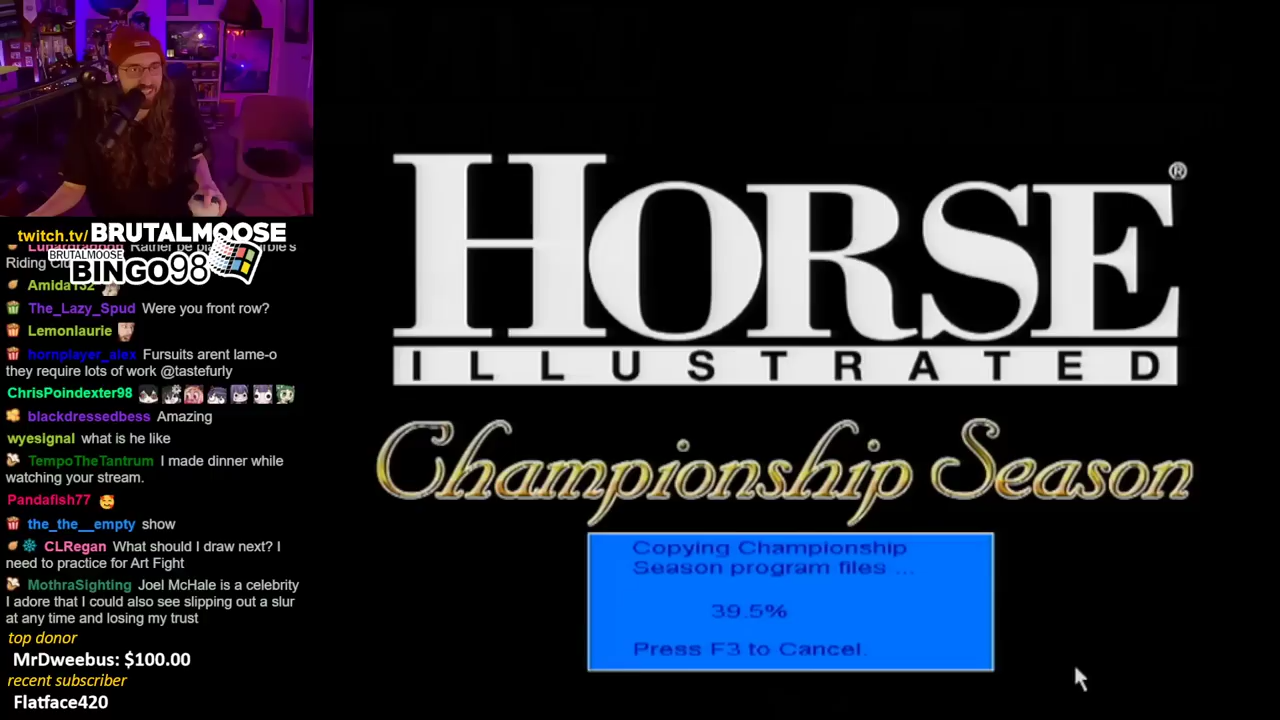 twitch.tv/BRUTALMOOSE
Riding
BRUTALMOOSE
BINGO98
The_Lazy_Spud Were you front row?
Lemonlaurie
hornplayer_alex Fursuits arent lame-o
they require lots of work @tastefurly
ChrisPoindexter98
blackdressedbess Amazing
wyesignal what is he like
TempoTheTantrum I made dinner while
watching your stream.
Pandafish77
the_the__empty show
CLRegan What should I draw next? I
need to practice for Art Fight
MothraSighting Joel McHale is a celebrity
I adore that I could also see slipping out a slur
at any time and losing my trust
top donor
MrDweebus: $100.00
recent subscriber
Flatface420
HORSE®
ILLUSTRATED
Championship Season
Copying Championship
Season program files ...
39.5%
Press F3 to Cancel